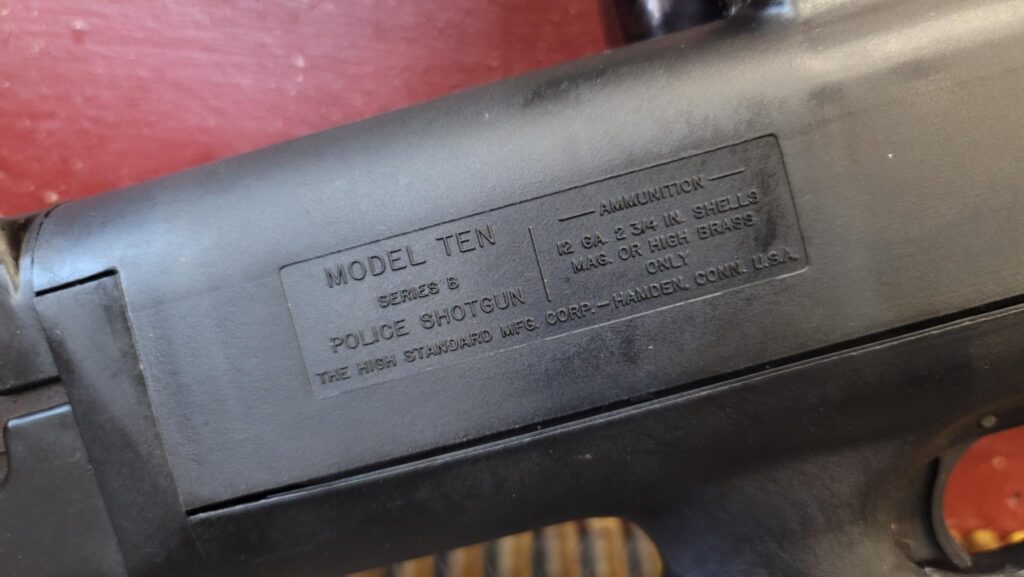 MODEL TEN
SERIES B
POLICE SHOTGUN
— AMMUNITION —
12 GA. 2 3/4 IN. SHELLS
MAG. OR HIGH BRASS
ONLY
THE HIGH STANDARD MFG. CORP. – HAMDEN, CONN. U.S.A.